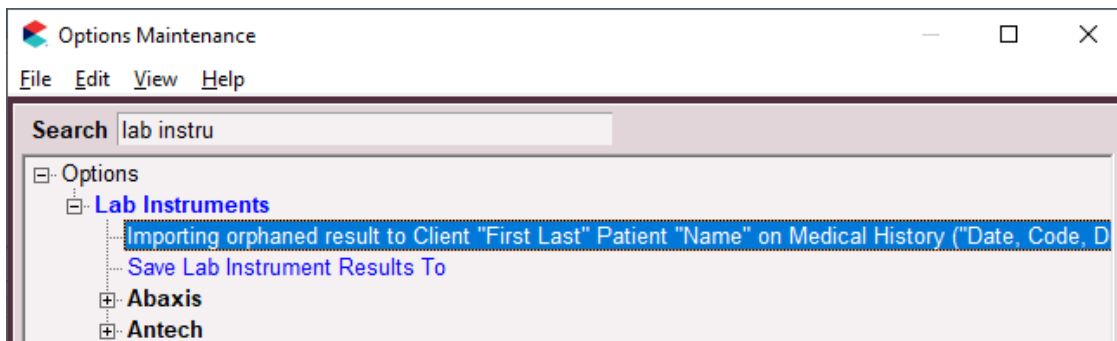 Options Maintenance
File Edit View Help
Search lab instru
Options
Lab Instruments
Importing orphaned result to Client "First Last" Patient "Name" on Medical History ("Date, Code, D
Save Lab Instrument Results To
Abaxis
Antech